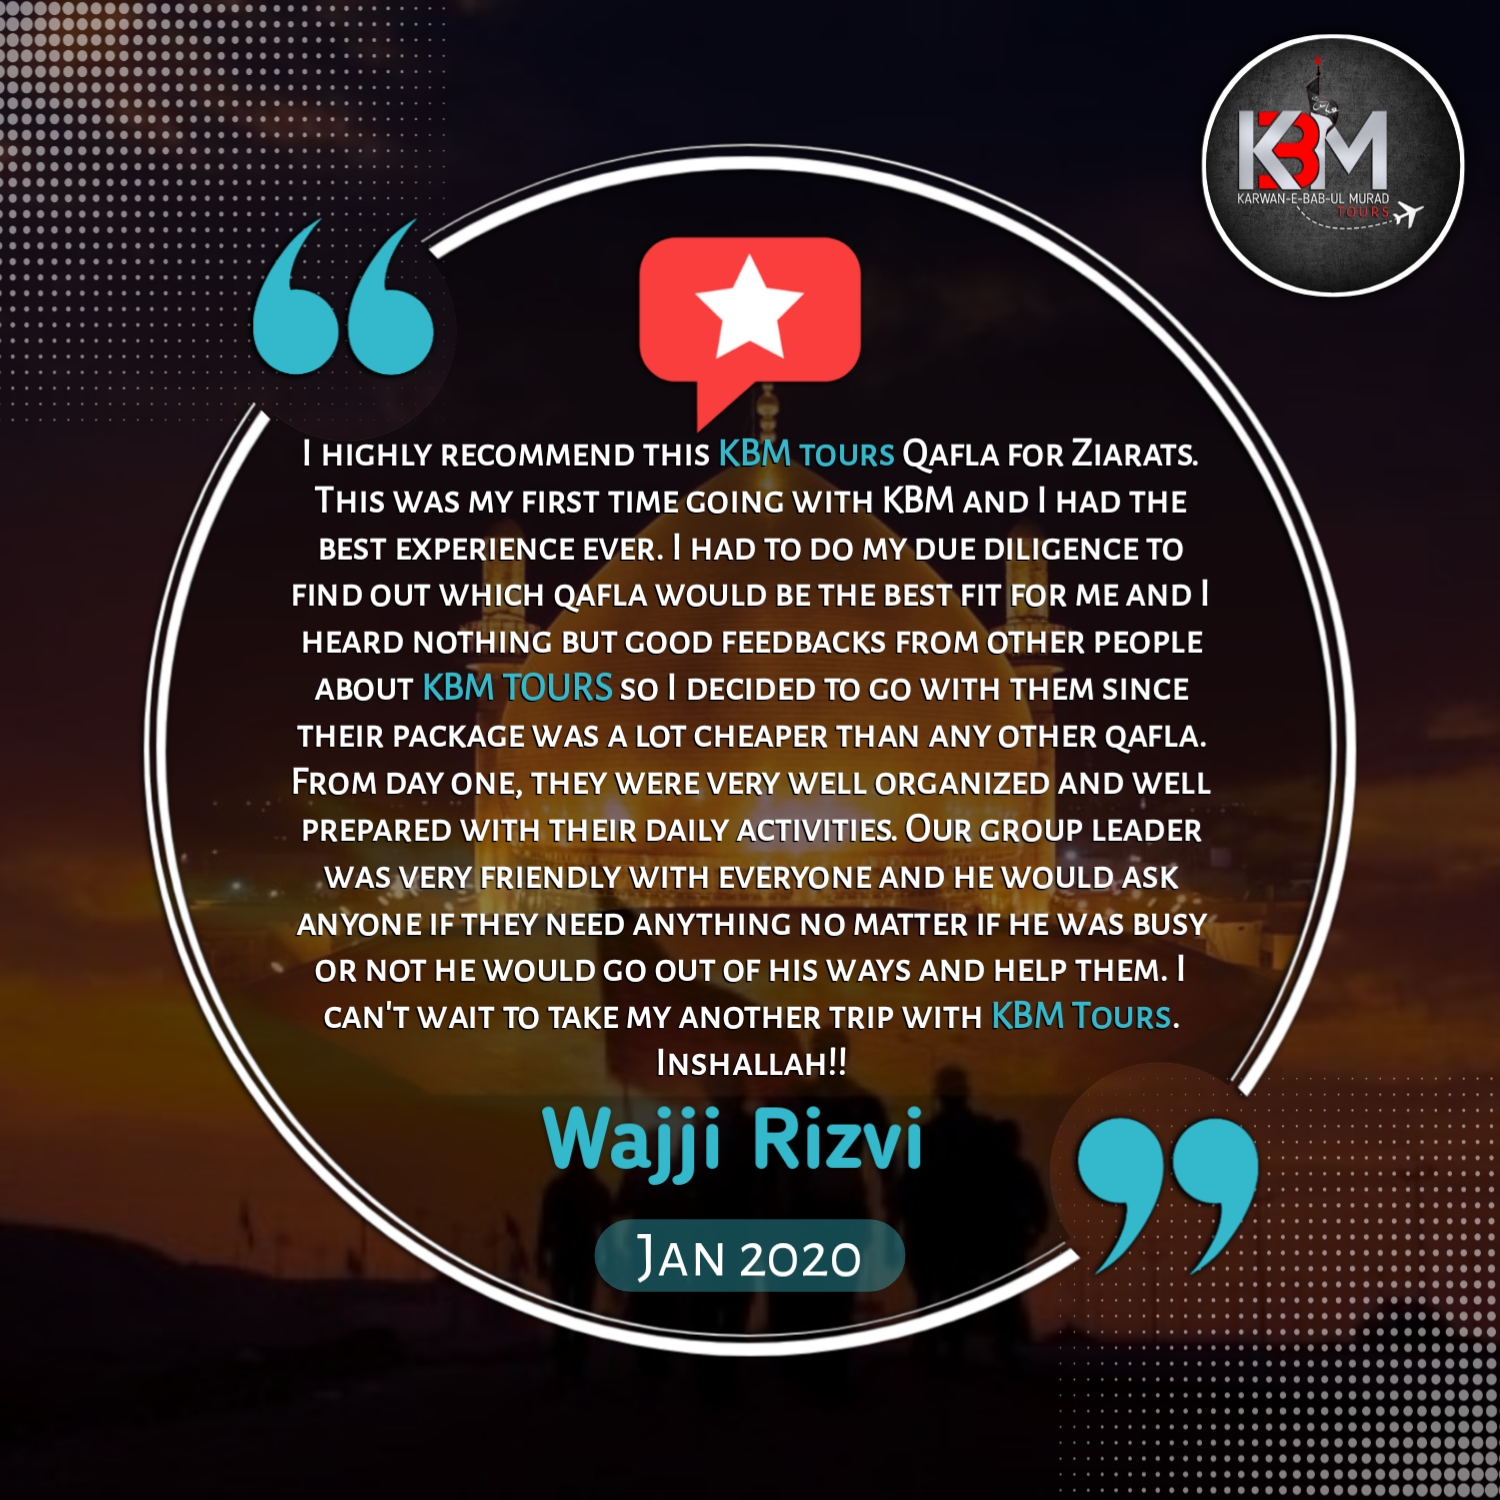 KBM
KARWAN-E-BAB-UL MURAD
TOURS
I highly recommend this KBM tours Qafla for Ziarats.
This was my first time going with KBM and I had the
best experience ever. I had to do my due diligence to
find out which qafla would be the best fit for me and I
heard nothing but good feedbacks from other people
about KBM TOURS so I decided to go with them since
their package was a lot cheaper than any other qafla.
From day one, they were very well organized and well
prepared with their daily activities. Our group leader
was very friendly with everyone and he would ask
anyone if they need anything no matter if he was busy
or not he would go out of his ways and help them. I
can't wait to take my another trip with KBM Tours.
Inshallah!!
Wajji Rizvi
Jan 2020